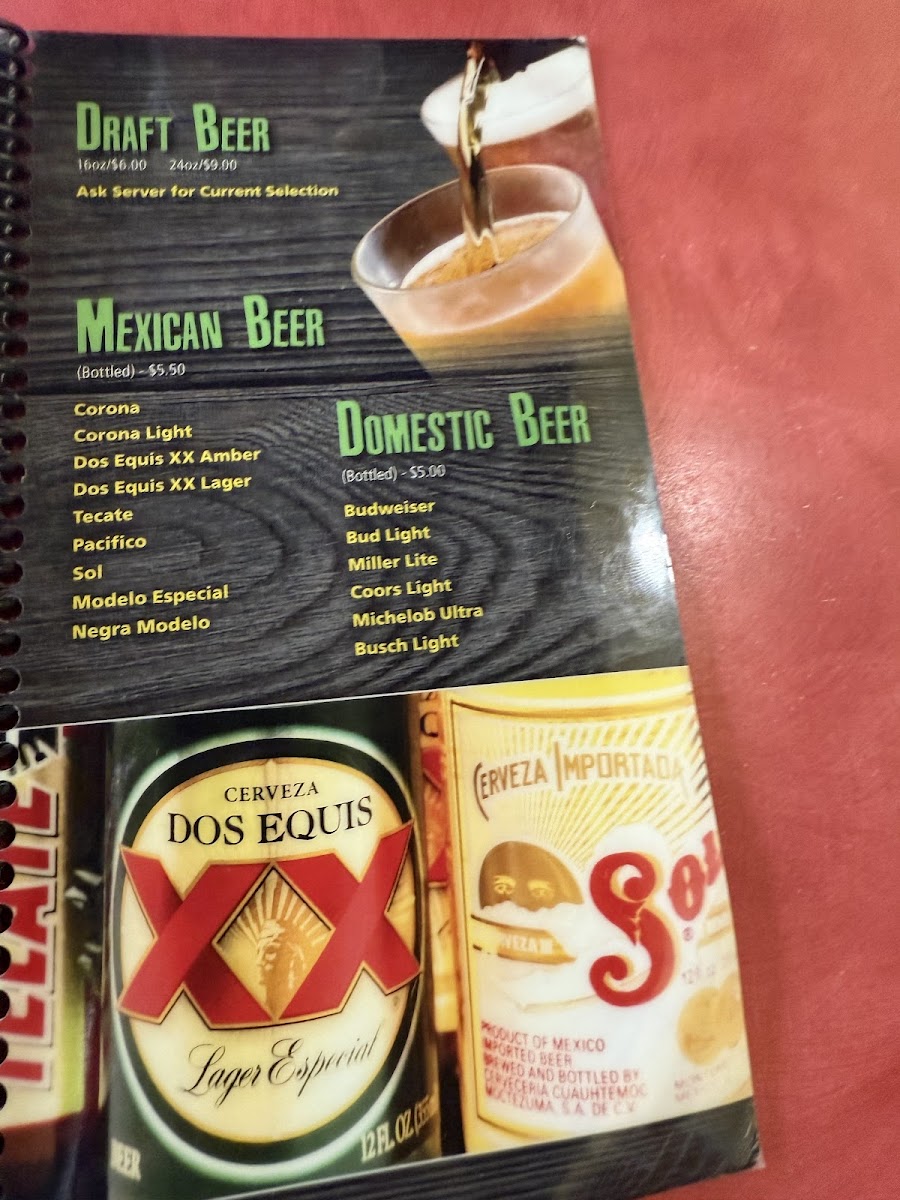 DRAFT BEER
16oz/$6.00 24oz/$9.00
Ask Server for Current Selection
MEXICAN BEER
(Bottled) - $5.50
Corona
Corona Light
Dos Equis XX Amber
Dos Equis XX Lager
Tecate
Pacifico
Sol
Modelo Especial
Negra Modelo
DOMESTIC BEER
(Bottled) - $5.00
Budweiser
Bud Light
Miller Lite
Coors Light
Michelob Ultra
Busch Light
TECATE
CERVEZA
DOS EQUIS
XX
Lager Especial
BEER
12 FL. OZ. (355
CERVEZA IMPORTADA
Sol
PRODUCT OF MEXICO
IMPORTED BEER
BREWED AND BOTTLED BY
CERVECERIA CUAUHTEMOC
MOCTEZUMA, S.A. DE C.V.